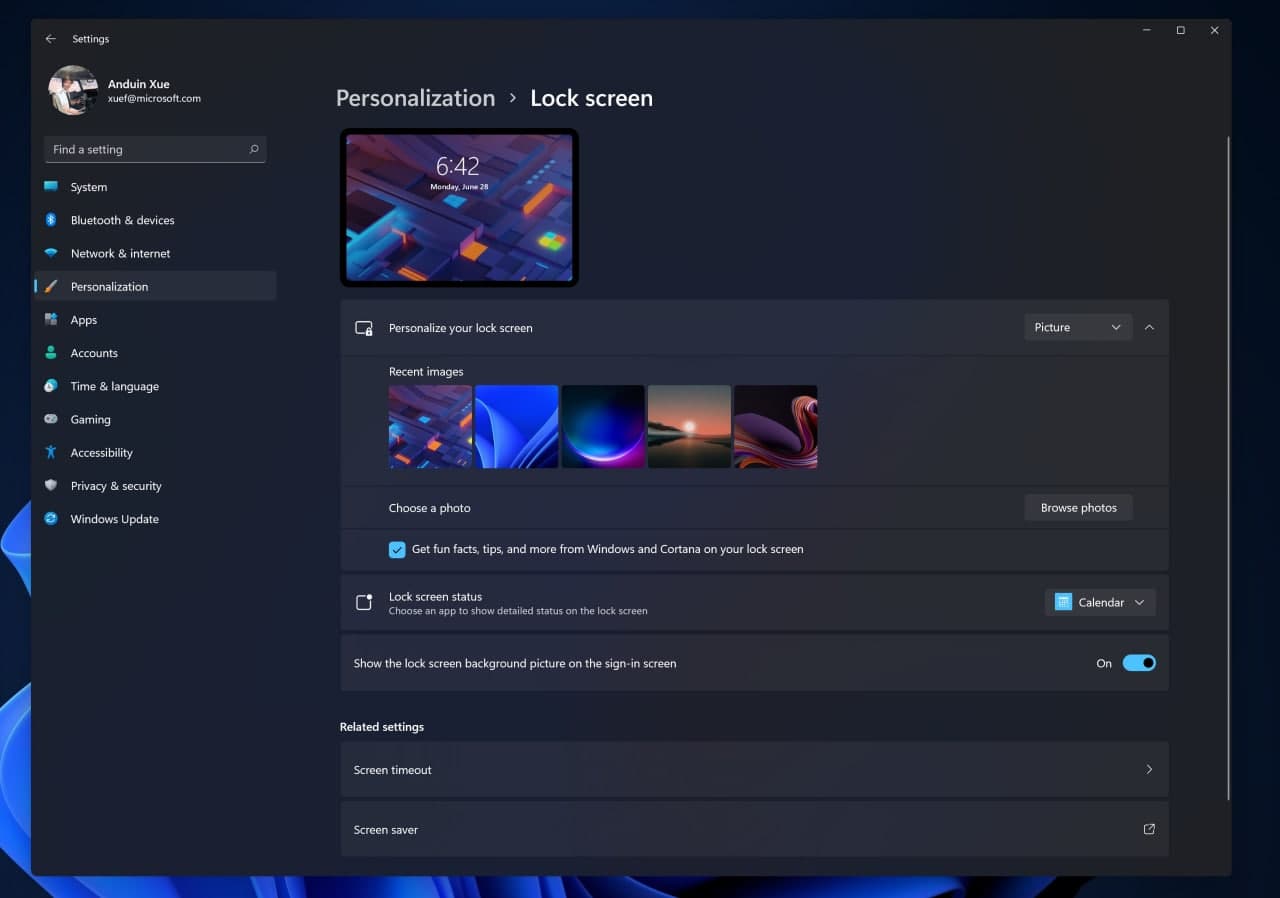 Settings
Anduin Xue
xuef@microsoft.com
Find a setting
System
Bluetooth & devices
Network & internet
Personalization
Apps
Accounts
Time & language
Gaming
Accessibility
Privacy & security
Windows Update
Personalization > Lock screen
6:42
Monday, June 28
Personalize your lock screen
Picture
Recent images
Choose a photo
Browse photos
Get fun facts, tips, and more from Windows and Cortana on your lock screen
Lock screen status
Choose an app to show detailed status on the lock screen
Calendar
Show the lock screen background picture on the sign-in screen
On
Related settings
Screen timeout
Screen saver